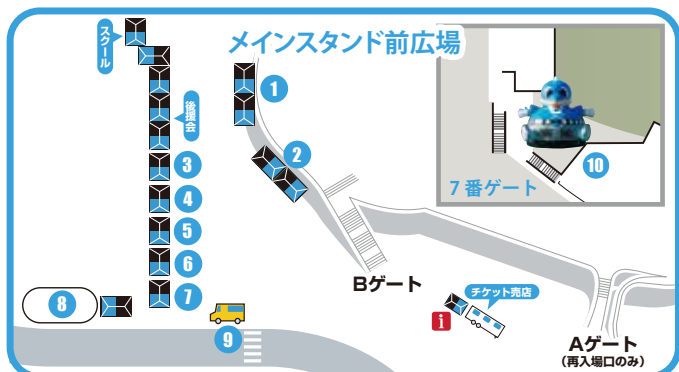 メインスタンド前広場
スクール
後援会
1
2
3
4
5
6
7
8
9
10
7番ゲート
Bゲート
チケット売店
i
Aゲート
(再入場口のみ)